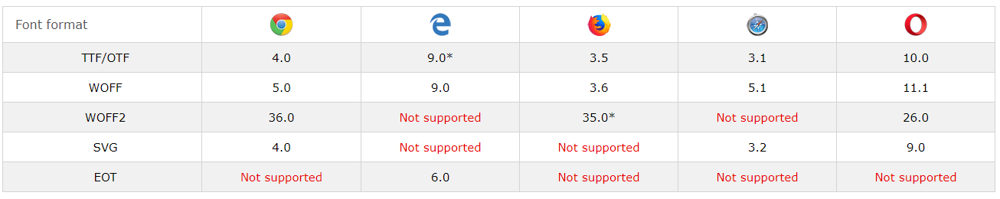 Font format
TTF/OTF 4.0 9.0* 3.5 3.1 10.0
WOFF 5.0 9.0 3.6 5.1 11.1
WOFF2 36.0 Not supported 35.0* Not supported 26.0
SVG 4.0 Not supported Not supported 3.2 9.0
EOT Not supported 6.0 Not supported Not supported Not supported